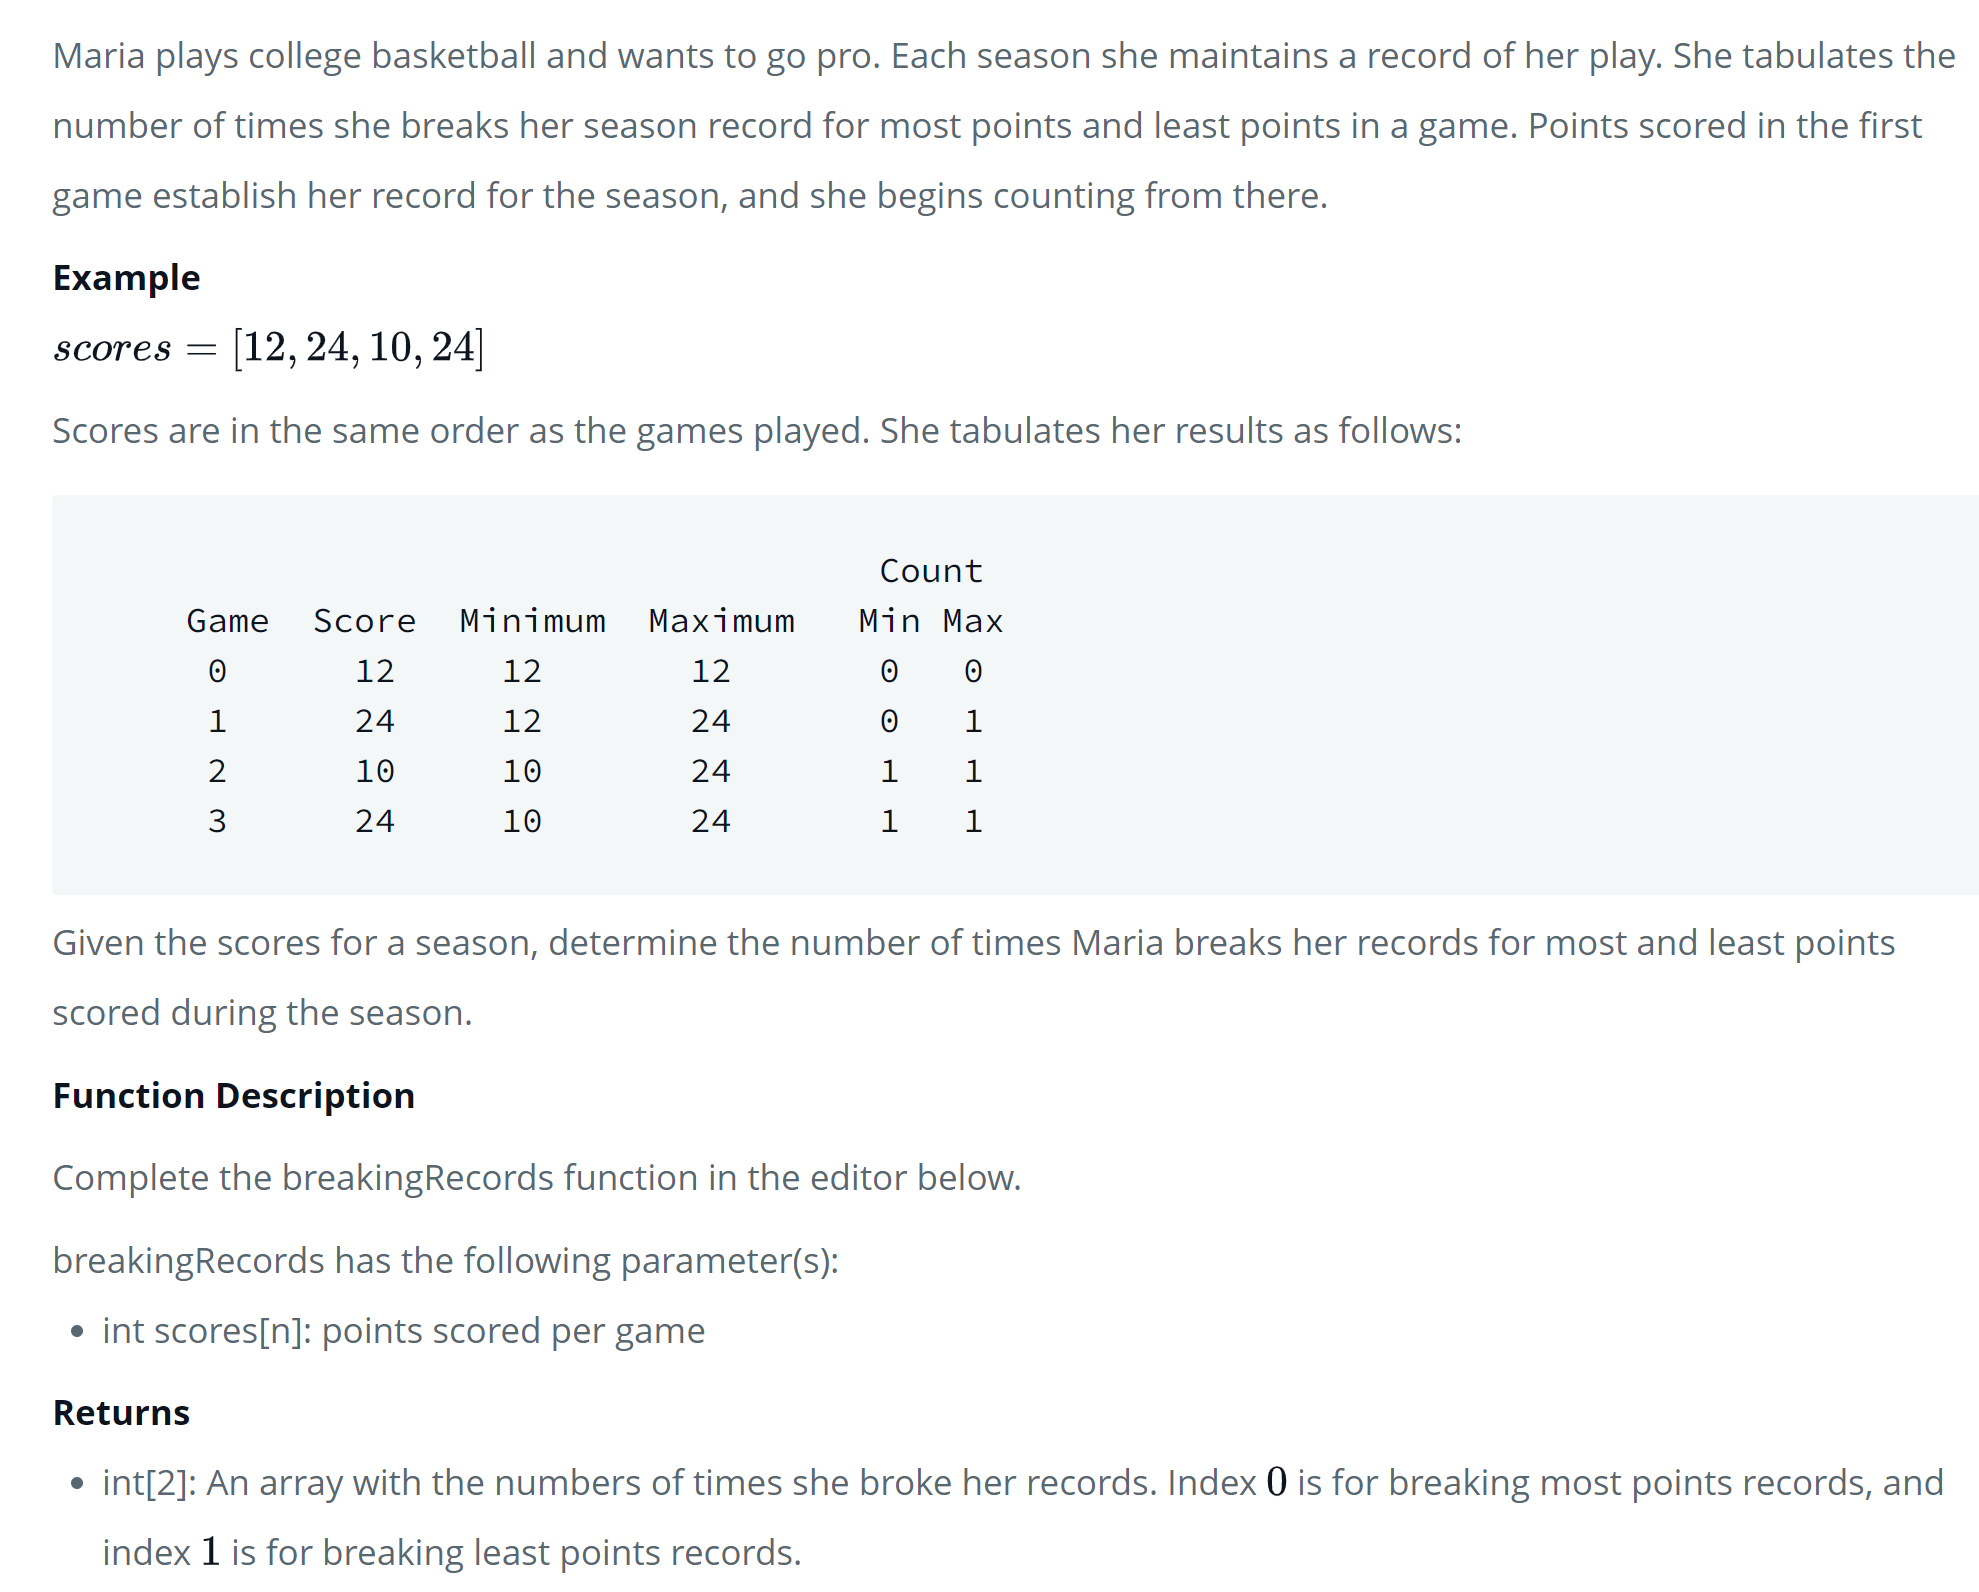 Maria plays college basketball and wants to go pro. Each season she maintains a record of her play. She tabulates the
number of times she breaks her season record for most points and least points in a game. Points scored in the first
game establish her record for the season, and she begins counting from there.
Example
scores = [12, 24, 10, 24]
Scores are in the same order as the games played. She tabulates her results as follows:
Count
Game Score Minimum Maximum Min Max
0 12 12 12 0 0
1 24 12 24 0 1
2 10 10 24 1 1
3 24 10 24 1 1
Given the scores for a season, determine the number of times Maria breaks her records for most and least points
scored during the season.
Function Description
Complete the breakingRecords function in the editor below.
breakingRecords has the following parameter(s):
• int scores[n]: points scored per game
Returns
• int[2]: An array with the numbers of times she broke her records. Index 0 is for breaking most points records, and
index 1 is for breaking least points records.